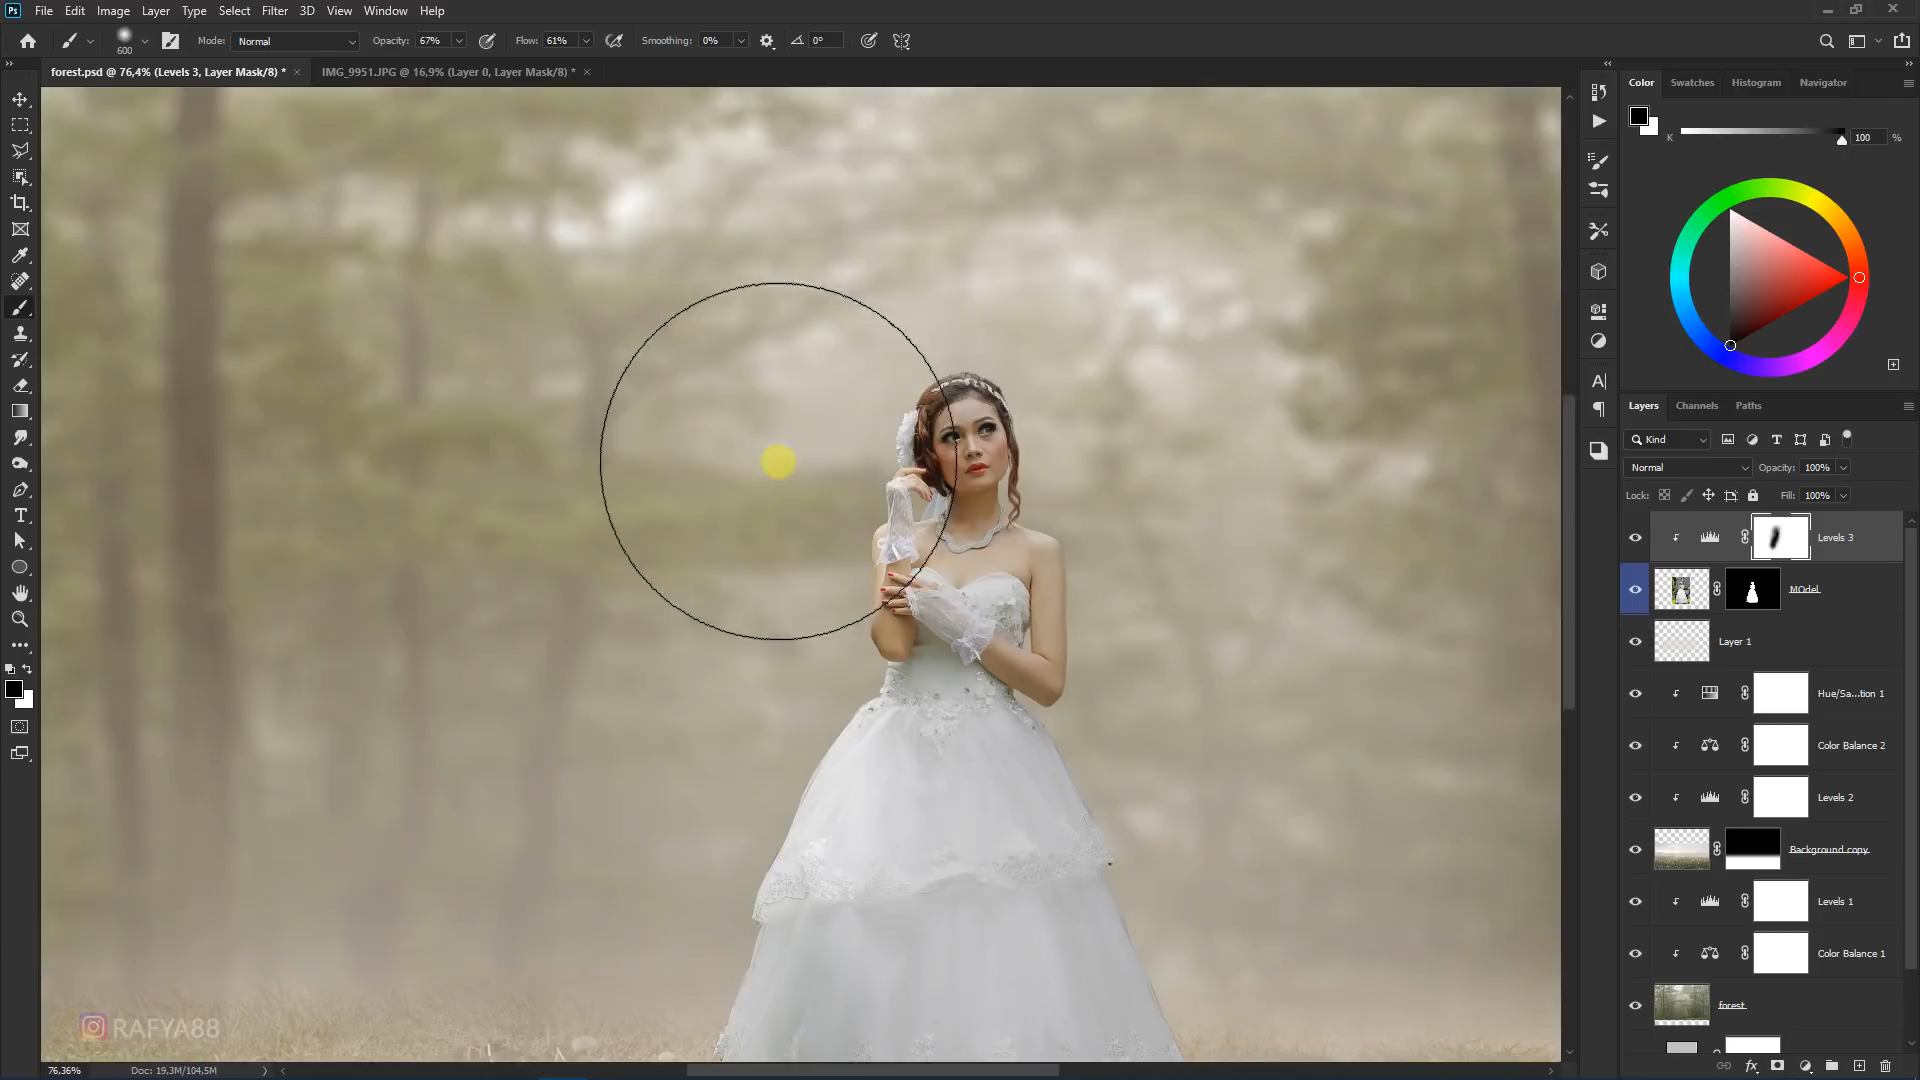 Ps File Edit Image Layer Type Select Filter 3D View Window Help
600 Mode: Normal Opacity: 67% Flow: 61% Smoothing: 0% 0°
forest.psd @ 76,4% (Levels 3, Layer Mask/8) * × IMG_9951.JPG @ 16,9% (Layer 0, Layer Mask/8) * ×
Color Swatches Histogram Navigator
K 100 %
Layers Channels Paths
Kind
Normal Opacity: 100%
Lock: Fill: 100%
Levels 3
MOdel
Layer 1
Hue/Sa...tion 1
Color Balance 2
Levels 2
Background copy
Levels 1
Color Balance 1
forest
RAFYA88
76,36% Doc: 19,3M/104,5M